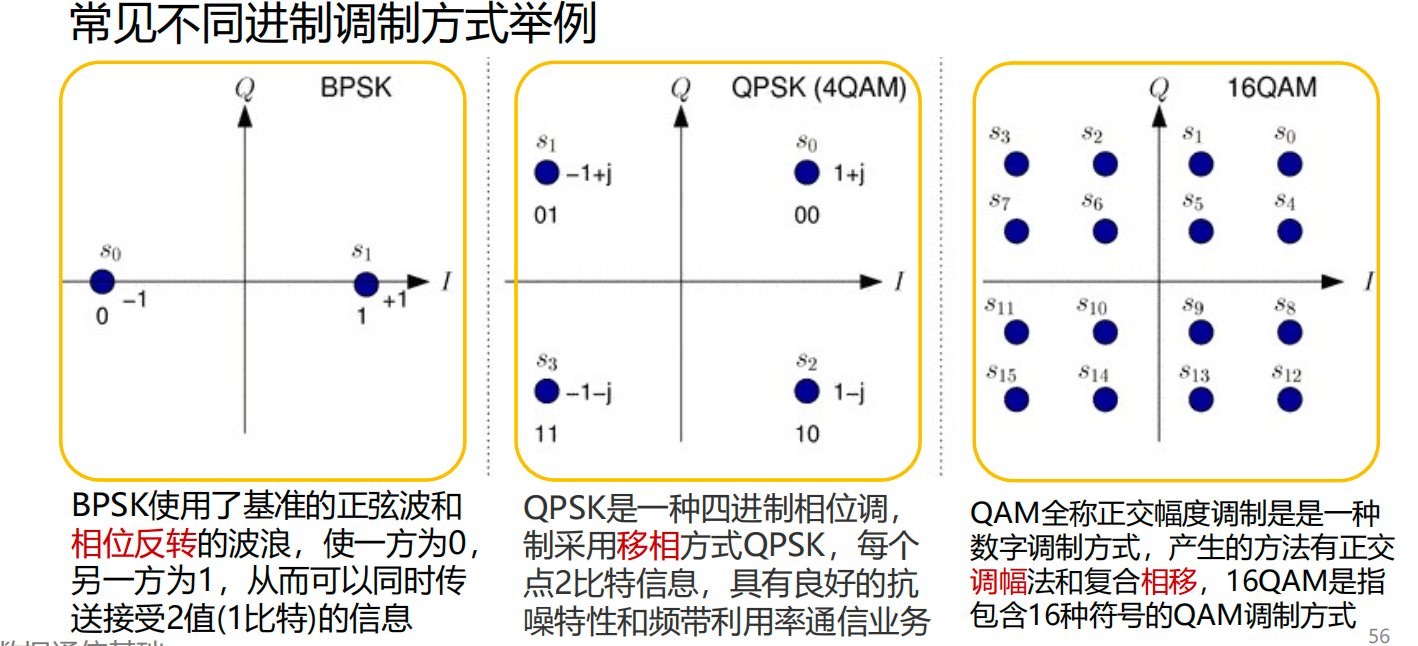 常见不同进制调制方式举例
Q
BPSK
s0
s1
I
−1
+1
0
1
BPSK使用了基准的正弦波和
相位反转的波浪，使一方为0，
另一方为1，从而可以同时传
送接受2值(1比特)的信息
Q
QPSK (4QAM)
s1
s0
−1+j
1+j
01
00
I
s3
s2
−1−j
1−j
11
10
QPSK是一种四进制相位调，
制采用移相方式QPSK，每个
点2比特信息，具有良好的抗
噪特性和频带利用率通信业务
Q
16QAM
s3 s2 s1 s0
s7 s6 s5 s4
I
s11 s10 s9 s8
s15 s14 s13 s12
QAM全称正交幅度调制是是一种
数字调制方式，产生的方法有正交
调幅法和复合相移，16QAM是指
包含16种符号的QAM调制方式
56